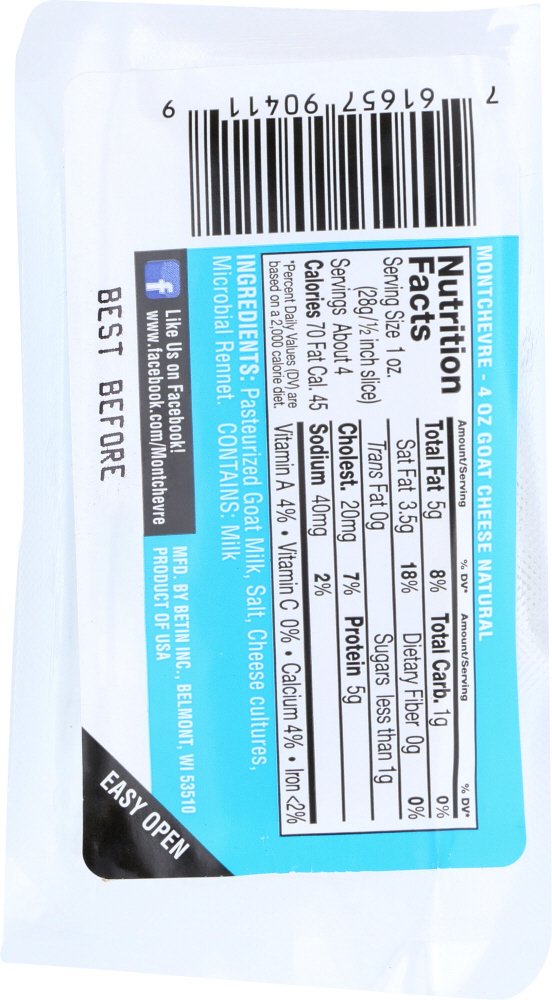 7 61657 90411 9
MONTCHEVRE - 4 OZ GOAT CHEESE NATURAL
Nutrition
Facts
Serving Size 1 oz.
(28g/½ inch slice)
Servings About 4
Calories 70 Fat Cal. 45
*Percent Daily Values (DV) are
based on a 2,000 calorie diet.
Amount/Serving % DV* Amount/Serving % DV*
Total Fat 5g 8% Total Carb. 1g 0%
Sat Fat 3.5g 18% Dietary Fiber 0g 0%
Trans Fat 0g Sugars less than 1g
Cholest. 20mg 7% Protein 5g
Sodium 40mg 2%
Vitamin A 4% • Vitamin C 0% • Calcium 4% • Iron <2%
INGREDIENTS: Pasteurized Goat Milk, Salt, Cheese cultures,
Microbial Rennet. CONTAINS: Milk
f
Like Us on Facebook!
www.facebook.com/Montchevre
MFD. BY BETIN INC., BELMONT, WI 53510
PRODUCT OF USA
BEST BEFORE
EASY OPEN